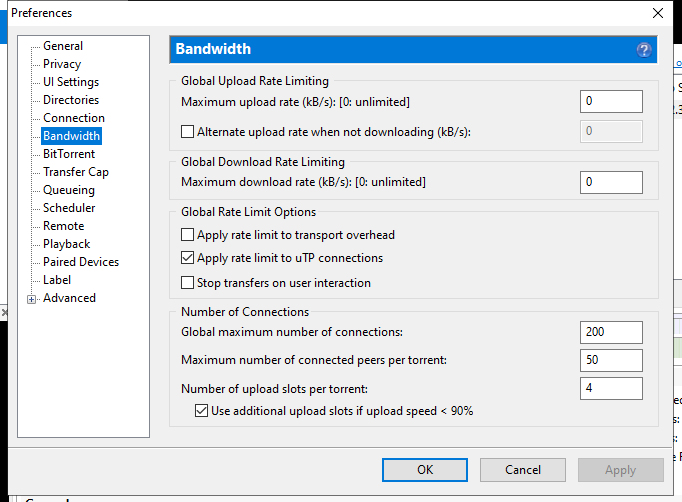 Preferences
General
Privacy
UI Settings
Directories
Connection
Bandwidth
BitTorrent
Transfer Cap
Queueing
Scheduler
Remote
Playback
Paired Devices
Label
Advanced
Bandwidth
Global Upload Rate Limiting
Maximum upload rate (kB/s): [0: unlimited] 0
Alternate upload rate when not downloading (kB/s): 0
Global Download Rate Limiting
Maximum download rate (kB/s): [0: unlimited] 0
Global Rate Limit Options
Apply rate limit to transport overhead
Apply rate limit to uTP connections
Stop transfers on user interaction
Number of Connections
Global maximum number of connections: 200
Maximum number of connected peers per torrent: 50
Number of upload slots per torrent: 4
Use additional upload slots if upload speed < 90%
OK Cancel Apply